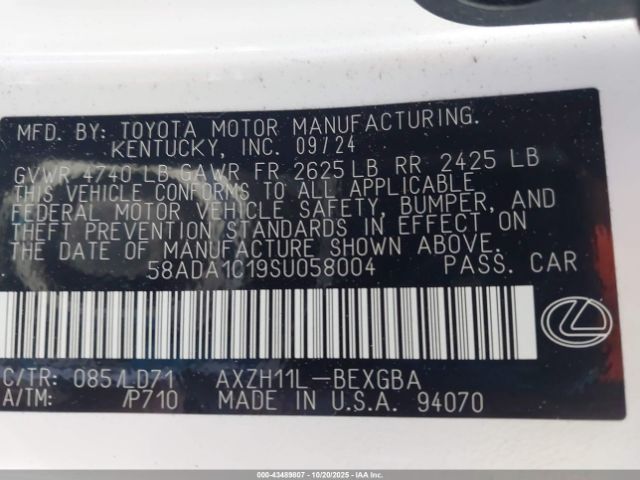 MFD. BY: TOYOTA MOTOR MANUFACTURING.
KENTUCKY, INC. 09/24
GVWR 4740 LB GAWR FR 2625 LB RR 2425 LB
THIS VEHICLE CONFORMS TO ALL APPLICABLE
FEDERAL MOTOR VEHICLE SAFETY, BUMPER, AND
THEFT PREVENTION STANDARDS IN EFFECT ON
THE DATE OF MANUFACTURE SHOWN ABOVE.
58ADA1C19SU058004 PASS. CAR
C/TR: 085/LD71 AXZH11L-BEXGBA
A/TM: /P710 MADE IN U.S.A. 94070
000-43489807 - 10/20/2025 - IAAI, Inc. Copyright